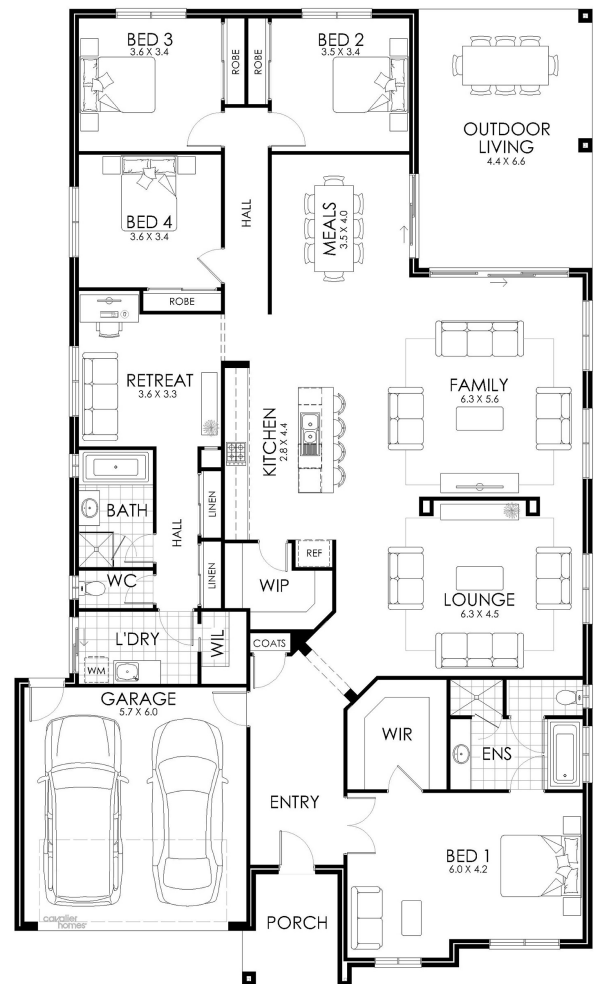 BED 3
3.6 X 3.4
ROBE
ROBE
BED 2
3.5 X 3.4
OUTDOOR
LIVING
4.4 X 6.6
BED 4
3.6 X 3.4
HALL
MEALS
3.5 X 4.0
ROBE
RETREAT
3.6 X 3.3
FAMILY
6.3 X 5.6
KITCHEN
2.8 X 4.4
BATH
LINEN
HALL
REF
WC
LINEN
WIP
LOUNGE
6.3 X 4.5
L'DRY
WIL
COATS
WM
GARAGE
5.7 X 6.0
WIR
ENS
ENTRY
BED 1
6.0 X 4.2
PORCH
cavalier
homes